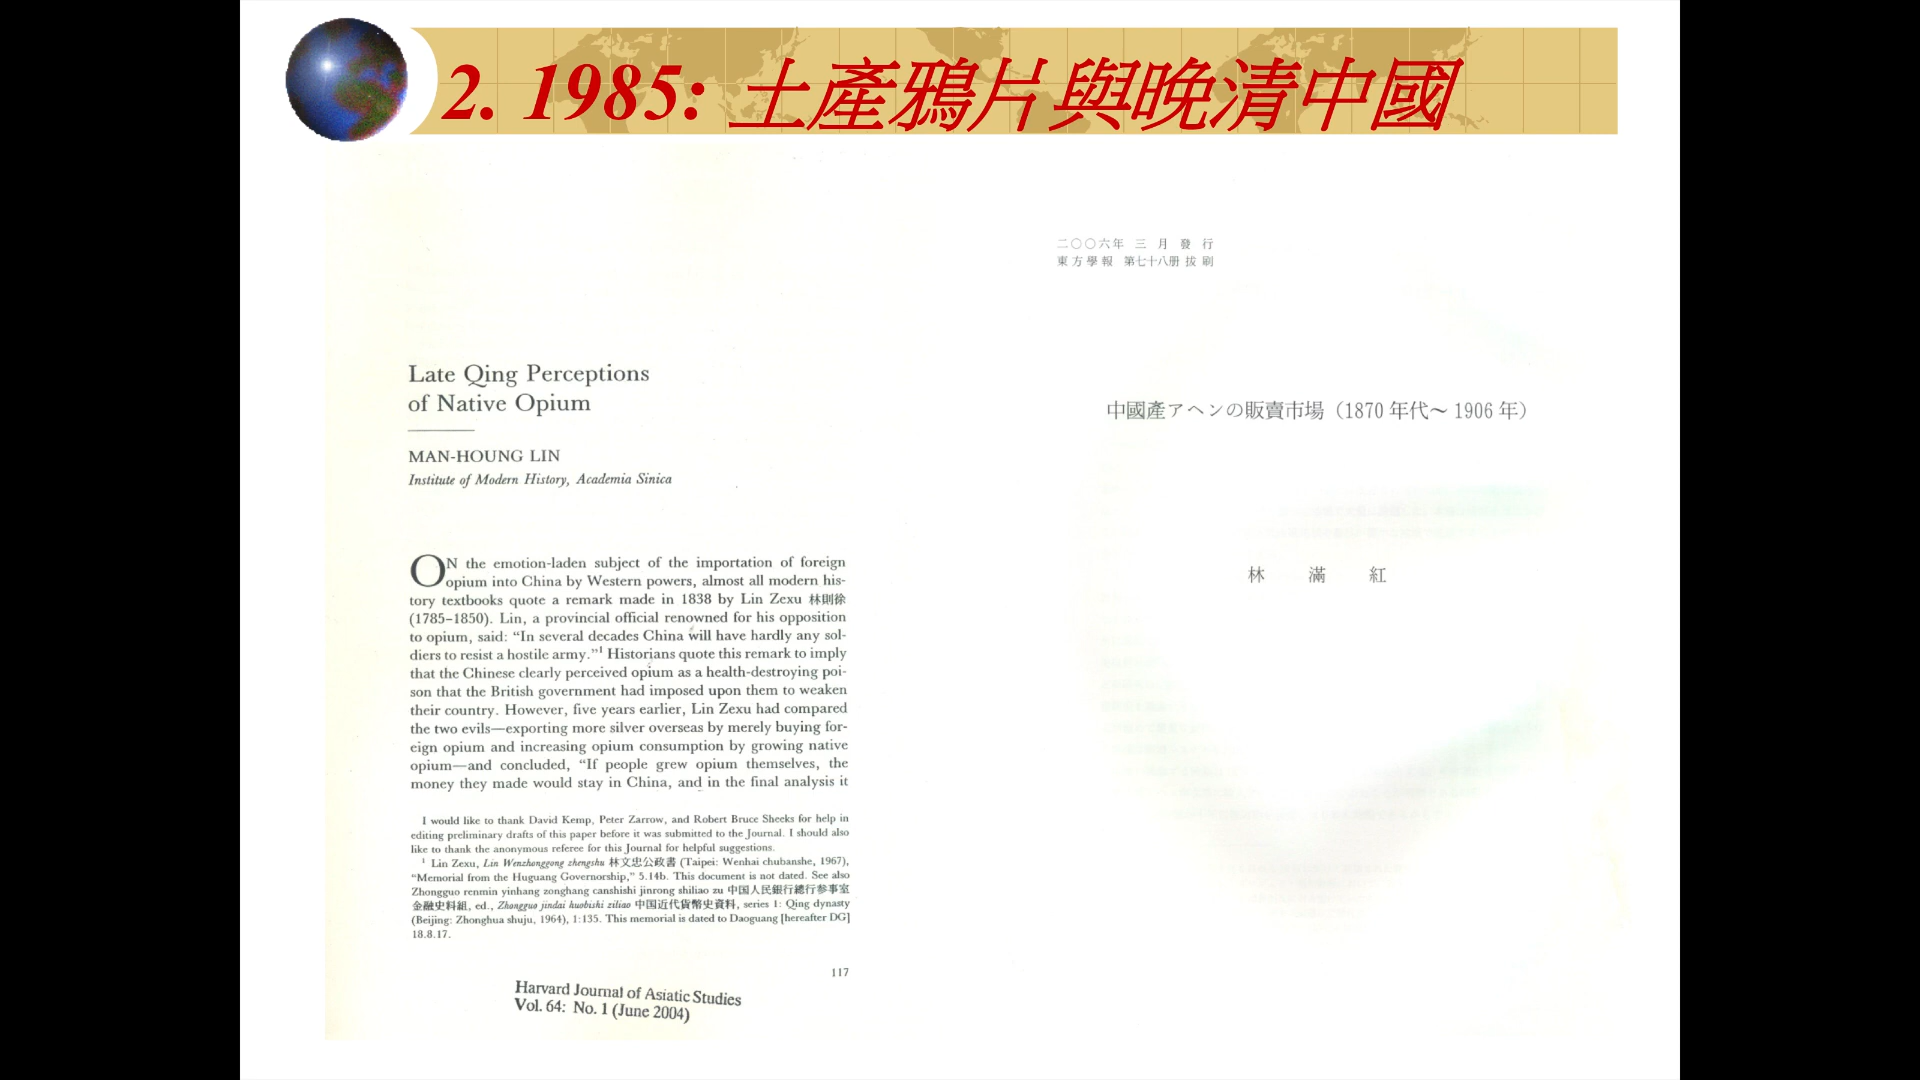 2. 1985: 土產鴉片與晚清中國
Late Qing Perceptions
of Native Opium
MAN-HOUNG LIN
Institute of Modern History, Academia Sinica
ON the emotion-laden subject of the importation of foreign
opium into China by Western powers, almost all modern his-
tory textbooks quote a remark made in 1838 by Lin Zexu 林則徐
(1785–1850). Lin, a provincial official renowned for his opposition
to opium, said: “In several decades China will have hardly any sol-
diers to resist a hostile army.”1 Historians quote this remark to imply
that the Chinese clearly perceived opium as a health-destroying poi-
son that the British government had imposed upon them to weaken
their country. However, five years earlier, Lin Zexu had compared
the two evils—exporting more silver overseas by merely buying for-
eign opium and increasing opium consumption by growing native
opium—and concluded, “If people grew opium themselves, the
money they made would stay in China, and in the final analysis it
I would like to thank David Kemp, Peter Zarrow, and Robert Bruce Sheeks for help in
editing preliminary drafts of this paper before it was submitted to the Journal. I should also
like to thank the anonymous referee for this Journal for helpful suggestions.
1 Lin Zexu, Lin Wenzhonggong zhengshu 林文忠公政書 (Taipei: Wenhai chubanshe, 1967),
“Memorial from the Huguang Governorship,” 5.14b. This document is not dated. See also
Zhongguo renmin yinhang zonghang canshishi jinrong shiliao zu 中国人民銀行總行参事室
金融史料組, ed., Zhongguo jindai huobishi ziliao 中国近代貨幣史資料, series 1: Qing dynasty
(Beijing: Zhonghua shuju, 1964), 1:135. This memorial is dated to Daoguang [hereafter DG]
18.8.17.
117
Harvard Journal of Asiatic Studies
Vol. 64: No. 1 (June 2004)
二〇〇六年 三 月 發 行
東方學報 第七十八册 拔刷
中國產アヘンの販賣市場（1870 年代～ 1906 年）
林 滿 紅